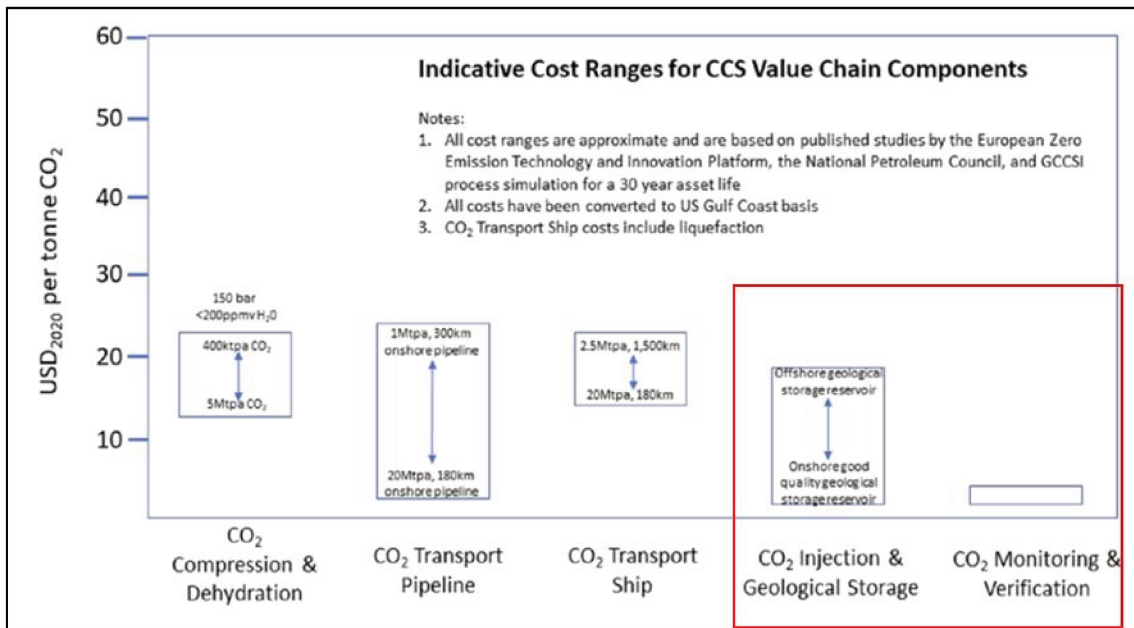 60
50
40
30
20
10
USD₂₀₂₀ per tonne CO₂
Indicative Cost Ranges for CCS Value Chain Components
Notes:
1. All cost ranges are approximate and are based on published studies by the European Zero
Emission Technology and Innovation Platform, the National Petroleum Council, and GCCSI
process simulation for a 30 year asset life
2. All costs have been converted to US Gulf Coast basis
3. CO₂ Transport Ship costs include liquefaction
150 bar
<200ppmv H₂0
400ktpa CO₂
5Mtpa CO₂
1Mtpa, 300km
onshore pipeline
20Mtpa, 180km
onshore pipeline
2.5Mtpa, 1,500km
20Mtpa, 180km
Offshore geological
storage reservoir
Onshore good
quality geological
storage reservoir
CO₂
Compression &
Dehydration
CO₂ Transport
Pipeline
CO₂ Transport
Ship
CO₂ Injection &
Geological Storage
CO₂ Monitoring &
Verification